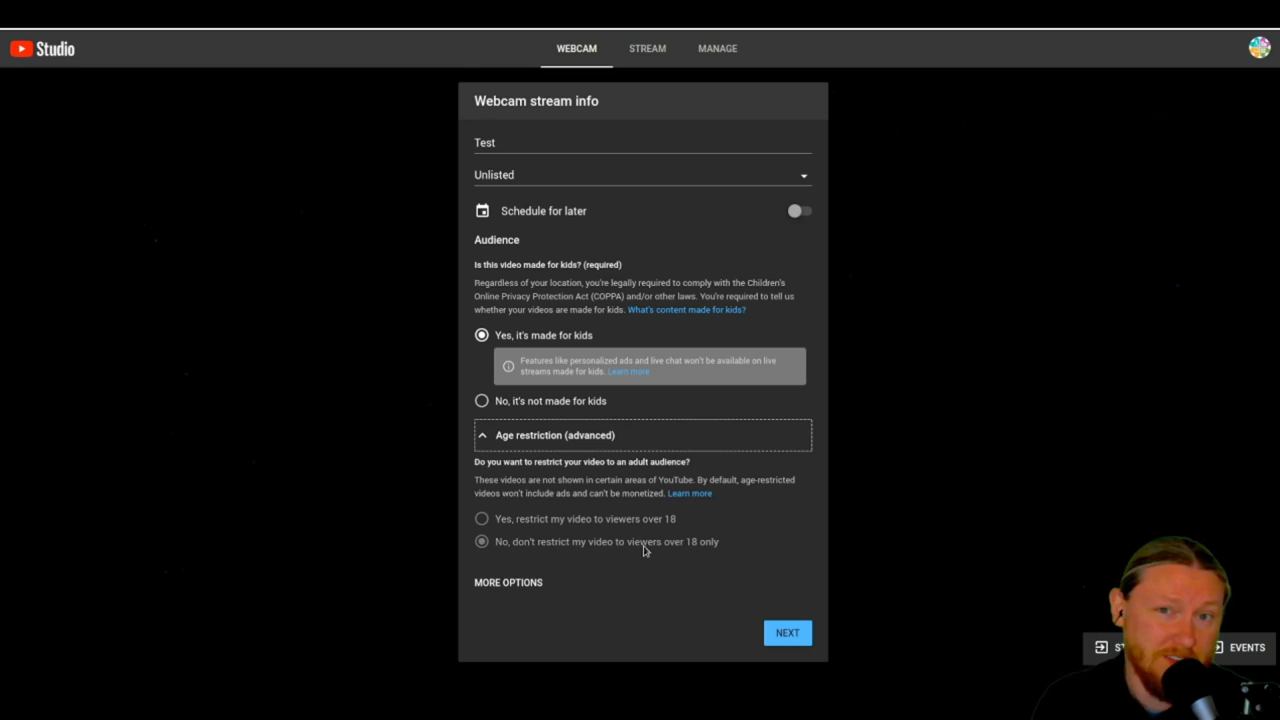 Studio
WEBCAM
STREAM
MANAGE
Webcam stream info
Test
Unlisted
Schedule for later
Audience
Is this video made for kids? (required)
Regardless of your location, you're legally required to comply with the Children's
Online Privacy Protection Act (COPPA) and/or other laws. You're required to tell us
whether your videos are made for kids. What's content made for kids?
Yes, it's made for kids
Features like personalized ads and live chat won't be available on live
streams made for kids. Learn more
No, it's not made for kids
Age restriction (advanced)
Do you want to restrict your video to an adult audience?
These videos are not shown in certain areas of YouTube. By default, age-restricted
videos won't include ads and can't be monetized. Learn more
Yes, restrict my video to viewers over 18
No, don't restrict my video to viewers over 18 only
MORE OPTIONS
NEXT
EVENTS